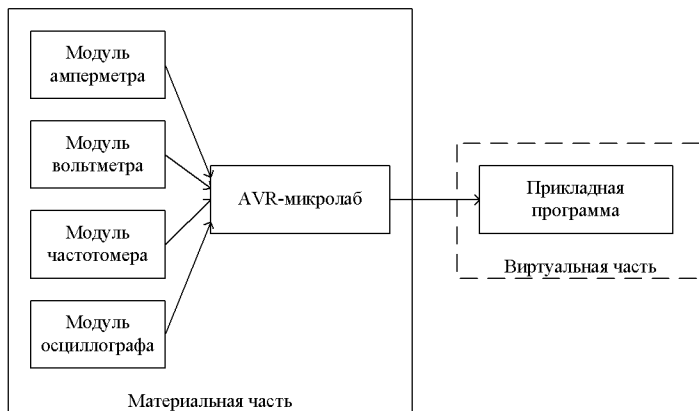 Модуль
амперметра
Модуль
вольтметра
Модуль
частотомера
Модуль
осциллографа
AVR-микролаб
Материальная часть
Прикладная
программа
Виртуальная часть